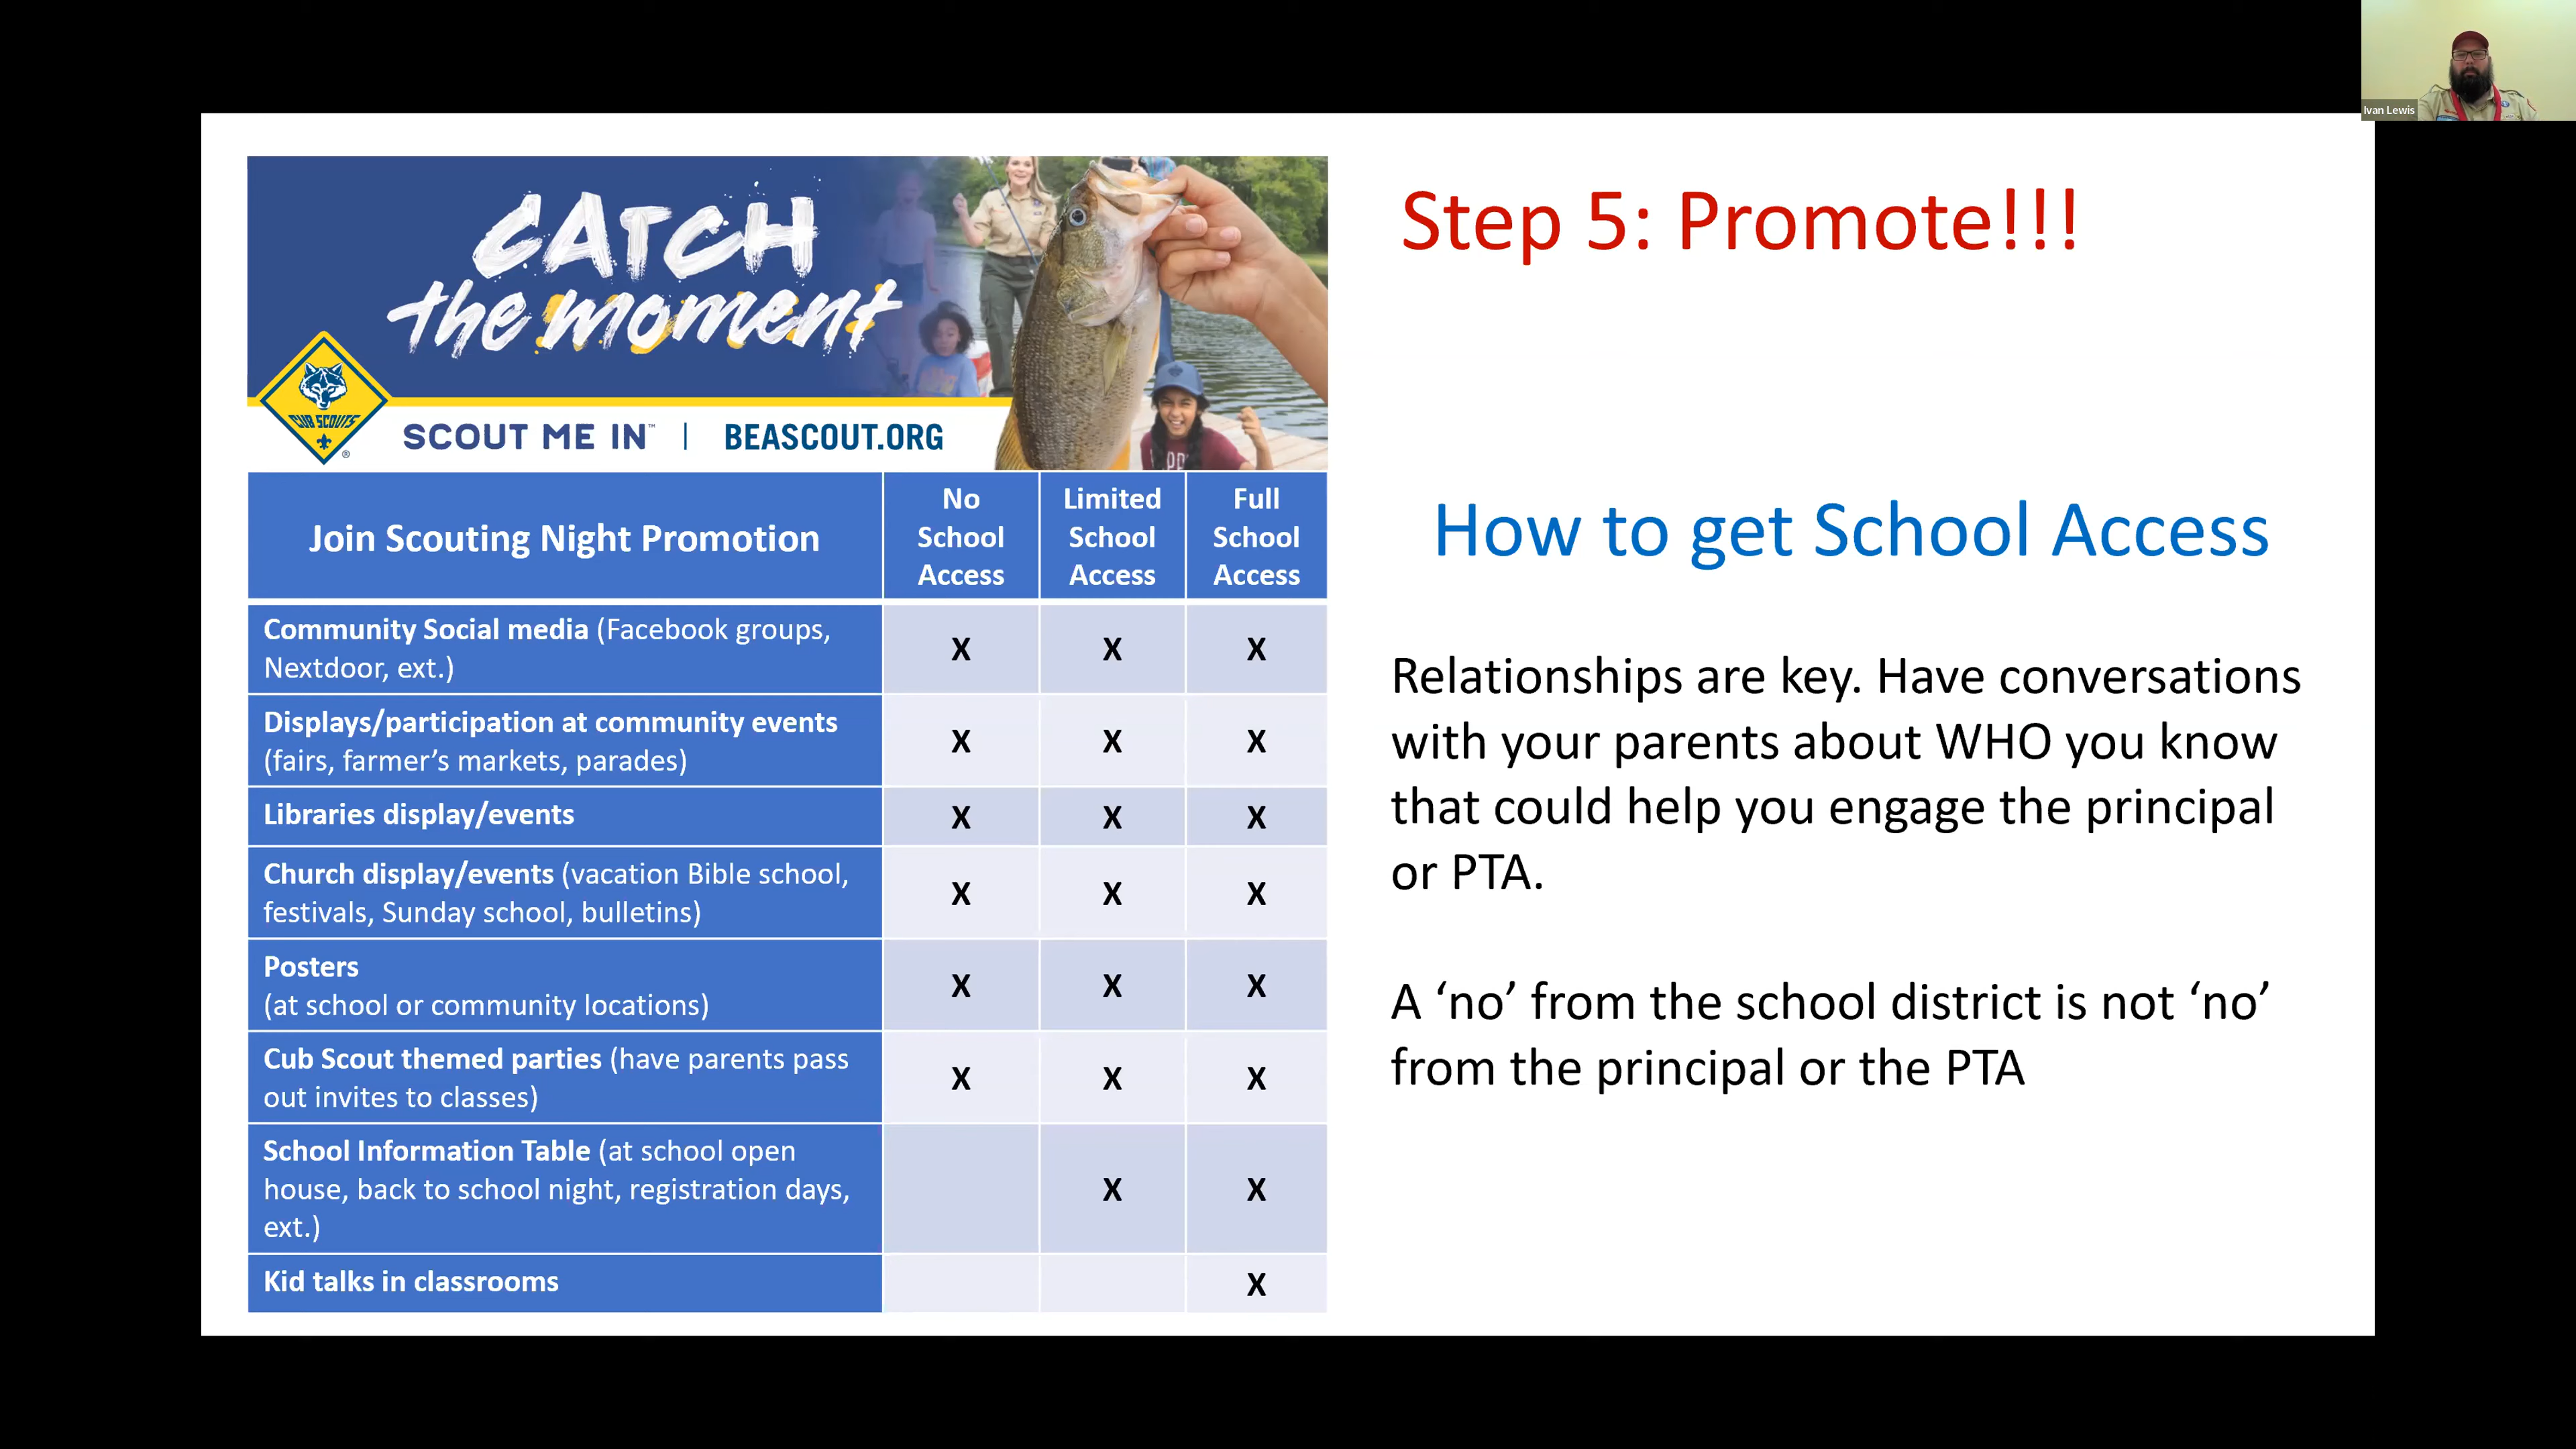 Ivan Lewis
CATCH
the moment
CUB SCOUTS
®
SCOUT ME IN™ | BEASCOUT.ORG
Step 5: Promote!!!
Join Scouting Night Promotion
No
School
Access
Limited
School
Access
Full
School
Access
Community Social media (Facebook groups,
Nextdoor, ext.)
X X X
Displays/participation at community events
(fairs, farmer’s markets, parades)
X X X
Libraries display/events X X X
Church display/events (vacation Bible school,
festivals, Sunday school, bulletins)
X X X
Posters
(at school or community locations)
X X X
Cub Scout themed parties (have parents pass
out invites to classes)
X X X
School Information Table (at school open
house, back to school night, registration days,
ext.)
X X
Kid talks in classrooms X
How to get School Access
Relationships are key. Have conversations
with your parents about WHO you know
that could help you engage the principal
or PTA.
A ‘no’ from the school district is not ‘no’
from the principal or the PTA